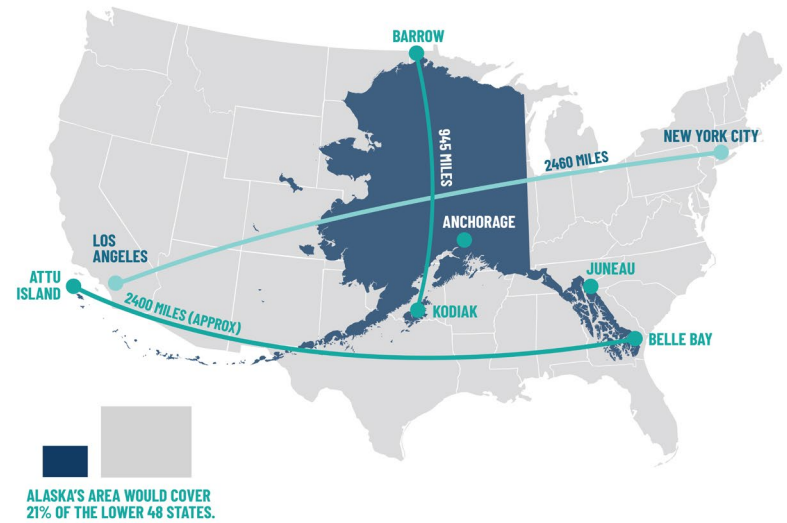 BARROW
945 MILES
NEW YORK CITY
2460 MILES
ANCHORAGE
LOS
ANGELES
ATTU
ISLAND
JUNEAU
2400 MILES (APPROX)
KODIAK
BELLE BAY
ALASKA'S AREA WOULD COVER
21% OF THE LOWER 48 STATES.